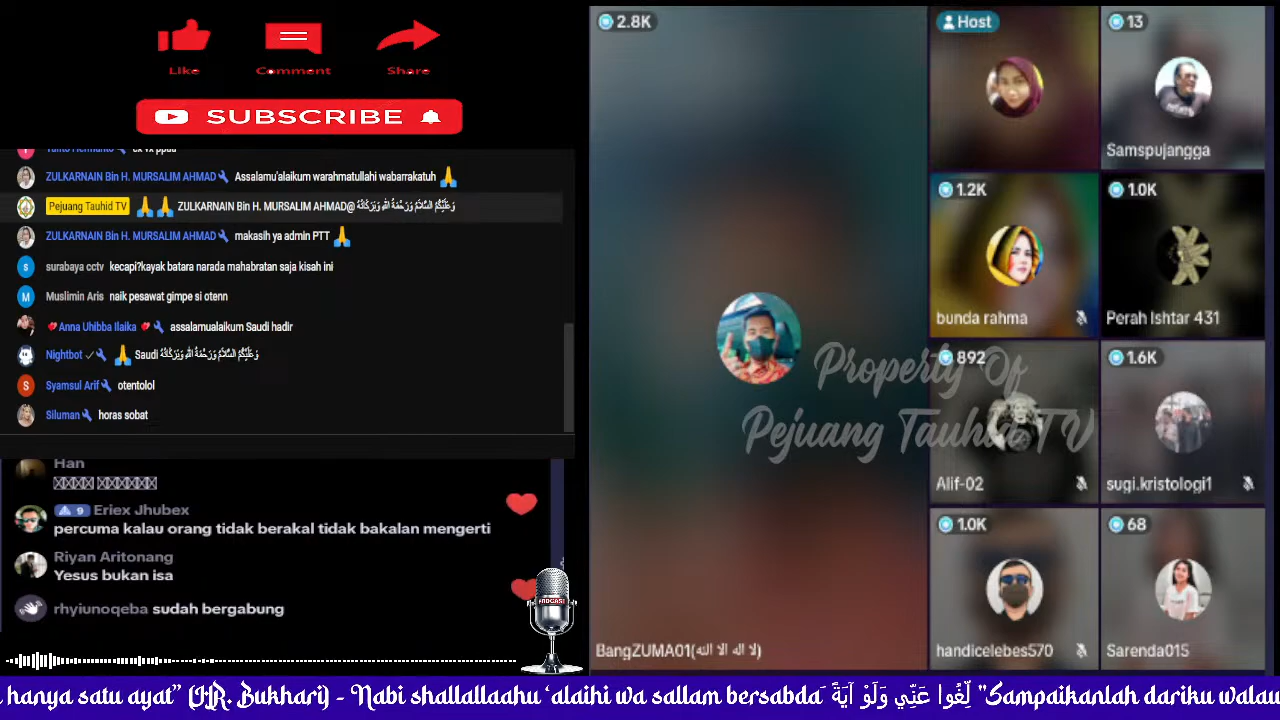 Like
Comment
Share
SUBSCRIBE
ZULKARNAIN Bin H. MURSALIM AHMAD Assalamu'alaikum warahmatullahi wabarrakatuh 🙏
Pejuang Tauhid TV 🙏🙏 ZULKARNAIN Bin H. MURSALIM AHMAD@ وَعَلَيْكُمُ السَّلَامُ وَرَحْمَةُ اللهِ وَبَرَكَاتُهُ
ZULKARNAIN Bin H. MURSALIM AHMAD makasih ya admin PTT 🙏
surabaya cctv kecapi?kayak batara narada mahabratan saja kisah ini
Muslimin Aris naik pesawat gimpe si otenn
Anna Uhibba Ilaika assalamualaikum Saudi hadir
Nightbot 🙏 Saudi وَعَلَيْكُمُ السَّلَامُ وَرَحْمَةُ اللهِ وَبَرَكَاتُهُ
Syamsul Arif otentolol
Siluman horas sobat
Han
9 Eriex Jhubex
percuma kalau orang tidak berakal tidak bakalan mengerti
Riyan Aritonang
Yesus bukan isa
rhyiunoqeba sudah bergabung
PODCAST
2.8K
BangZUMA01(لا اله الا الله)
Host
13
Samspujangga
1.2K
bunda rahma
1.0K
Perah Ishtar 431
892
Alif-02
1.6K
sugi.kristologi1
1.0K
handicelebes570
68
Sarenda015
Property Of
Pejuang Tauhid TV
hanya satu ayat” (HR. Bukhari) - Nabi shallallaahu ‘alaihi wa sallam bersabda لِّغُوا عَنِّي وَلَوْ آيَةً "Sampaikanlah dariku walau